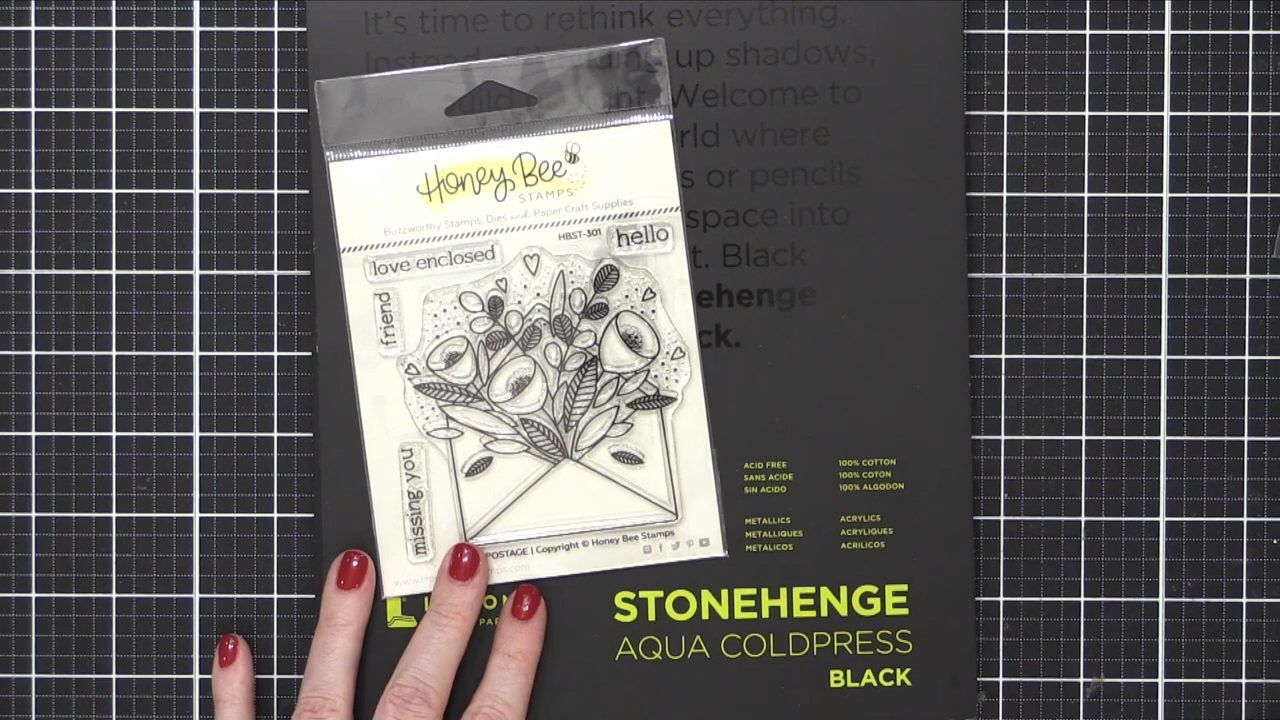 It's time to rethink everything.
Instead of up shadows,
Welcome to
rld where
s or pencils
space into
t. Black
ehenge
ck.
Honey Bee
STAMPS
Buzzworthy Stamps, Dies and Paper Craft Supplies
HBST-301
hello
love enclosed
friend
missing you
POSTAGE | Copyright © Honey Bee Stamps
ACID FREE
SANS ACIDE
SIN ACIDO
100% COTTON
100% COTON
100% ALGODON
METALLICS
METALLIQUES
METALICOS
ACRYLICS
ACRYLIQUES
ACRILICOS
STONEHENGE
AQUA COLDPRESS
BLACK